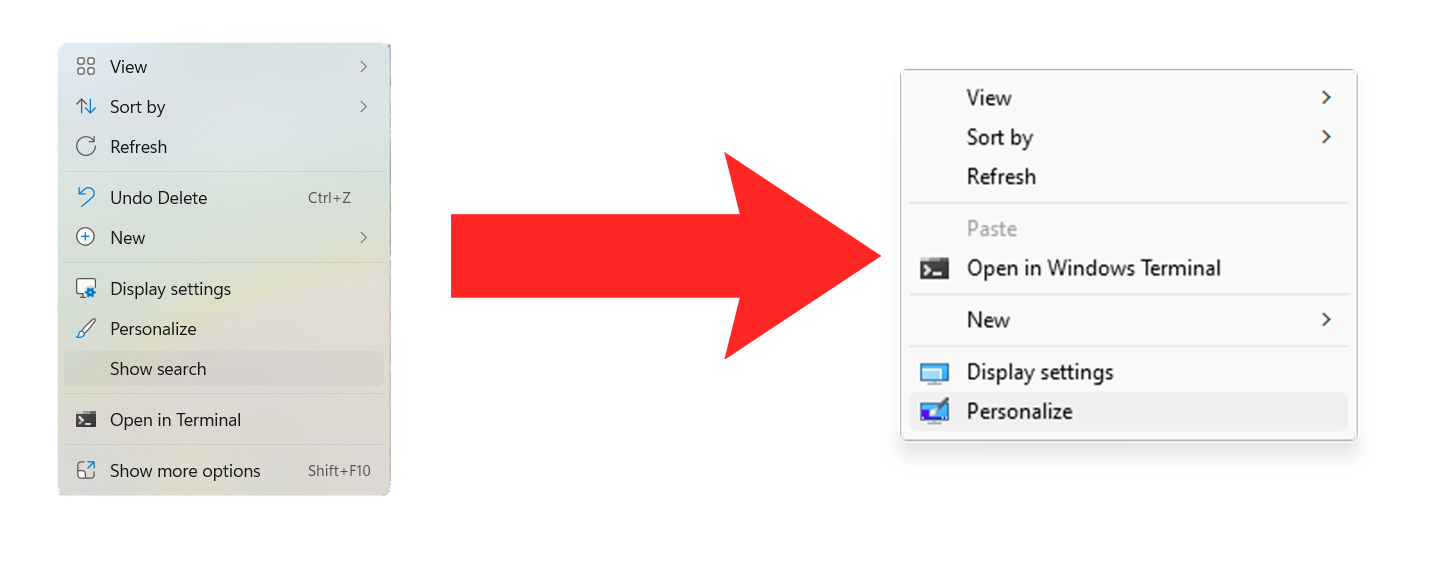 View
Sort by
Refresh
Undo Delete Ctrl+Z
New
Display settings
Personalize
Show search
Open in Terminal
Show more options Shift+F10
View
Sort by
Refresh
Paste
Open in Windows Terminal
New
Display settings
Personalize